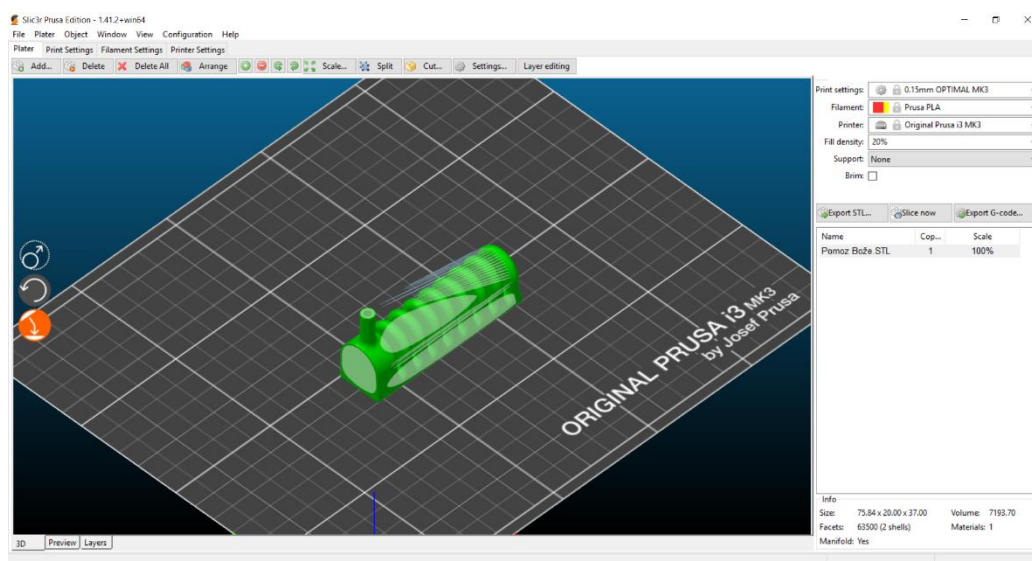 Slic3r Prusa Edition - 1.41.2+win64
File Plater Object Window View Configuration Help
Plater Print Settings Filament Settings Printer Settings
Add... Delete Delete All Arrange Scale... Split Cut... Settings... Layer editing
Print settings: 0.15mm OPTIMAL MK3
Filament: Prusa PLA
Printer: Original Prusa i3 MK3
Fill density: 20%
Support: None
Brim:
Export STL... Slice now Export G-code...
Name Cop... Scale
Pomoz Bože.STL 1 100%
ORIGINAL PRUSA i3 MK3
by Josef Prusa
Info
Size: 75.84 x 20.00 x 37.00 Volume: 7193.70
Facets: 63500 (2 shells) Materials: 1
Manifold: Yes
3D Preview Layers